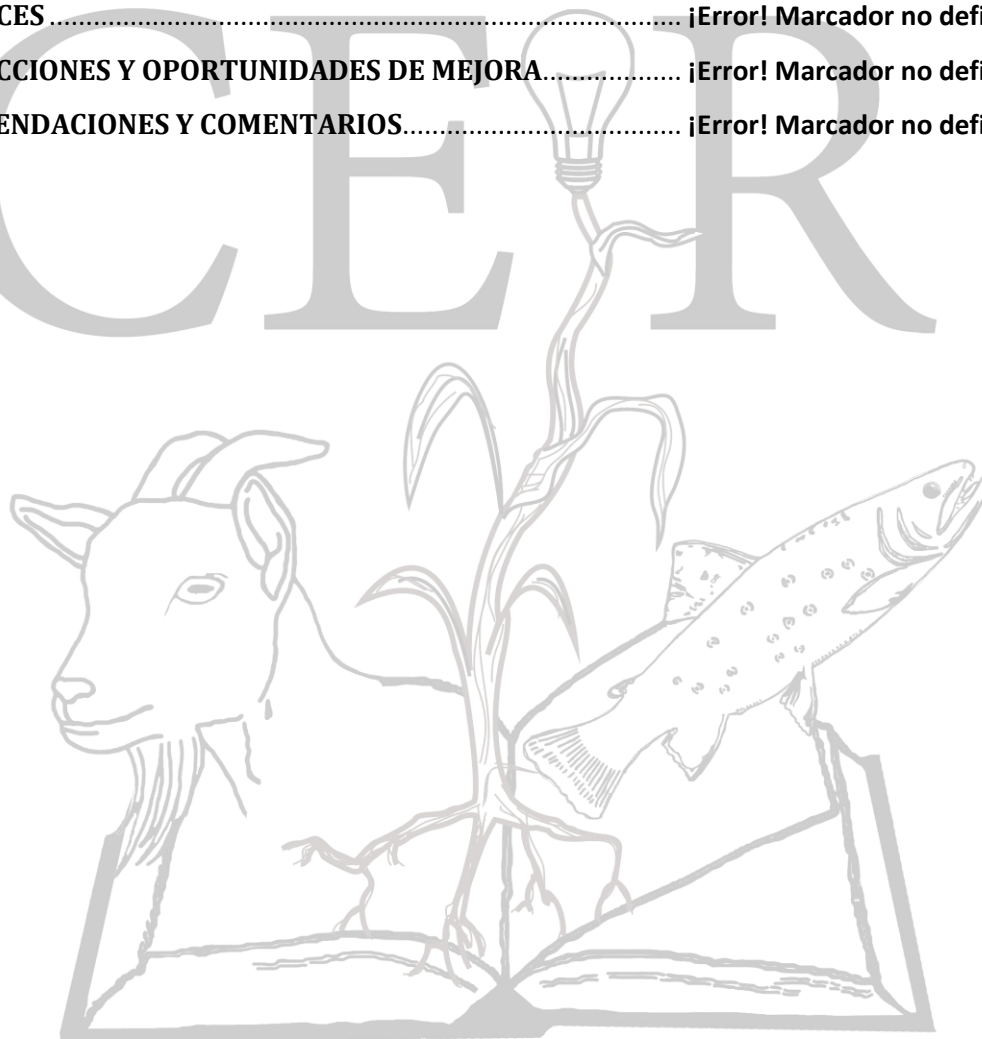 CES ........................................................................................ ¡Error! Marcador no defi
CCIONES Y OPORTUNIDADES DE MEJORA................... ¡Error! Marcador no defi
ENDACIONES Y COMENTARIOS...................................... ¡Error! Marcador no defi
CE R